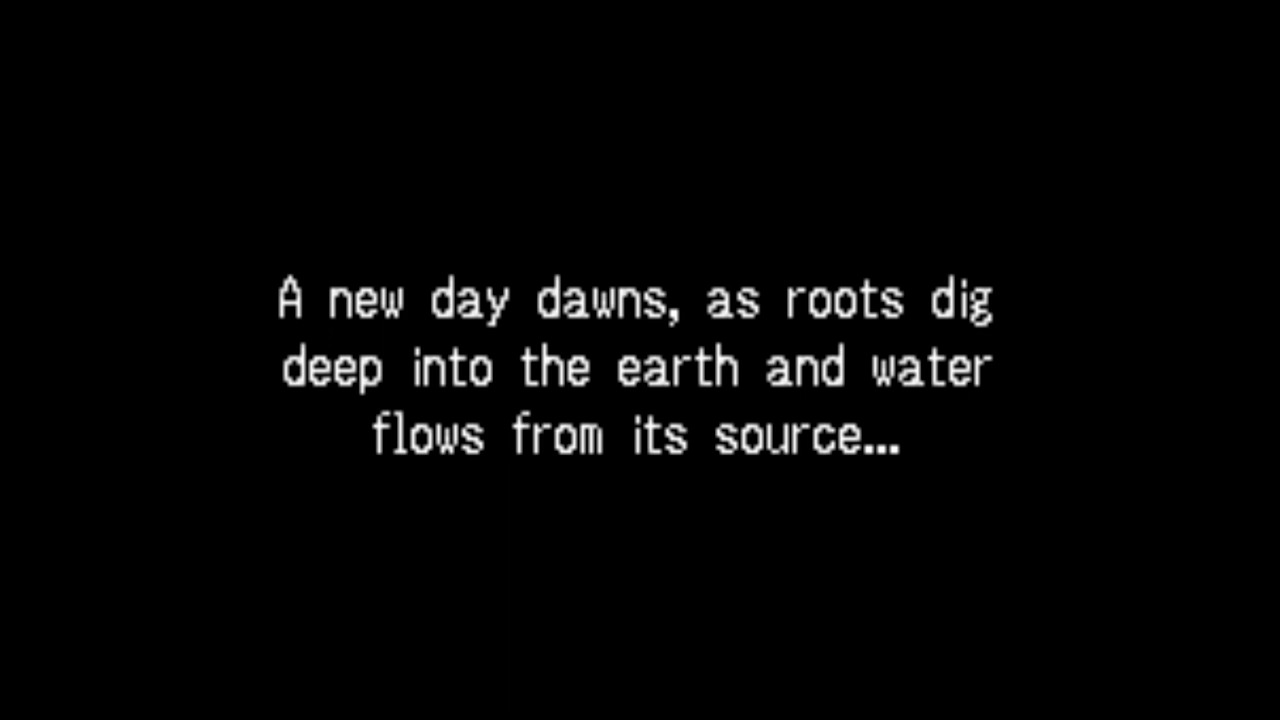 A new day dawns, as roots dig
deep into the earth and water
flows from its source...